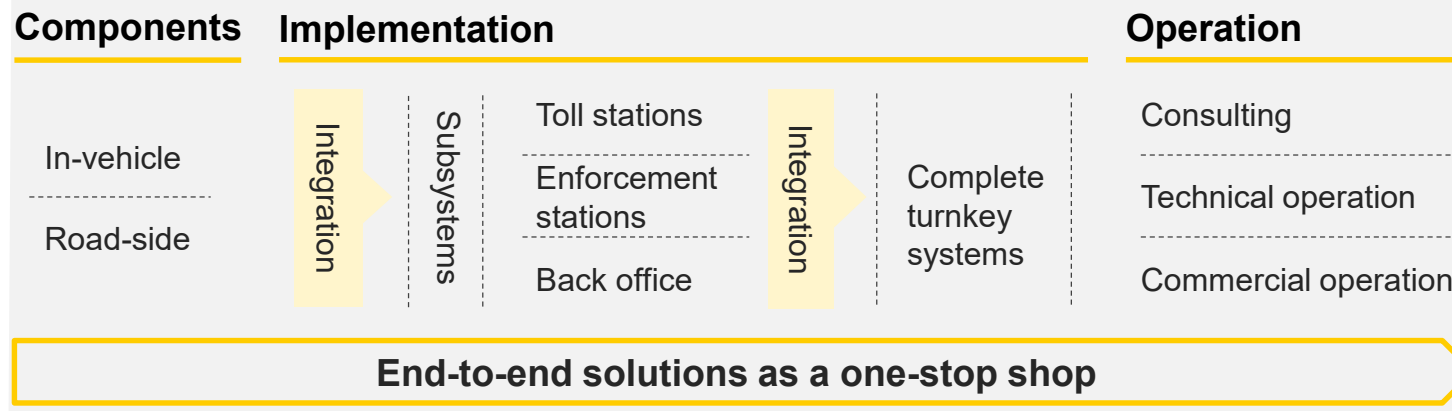 Components
In-vehicle
Road-side
Implementation
Integration
Subsystems
Toll stations
Enforcement
stations
Back office
Integration
Complete
turnkey
systems
Operation
Consulting
Technical operation
Commercial operation
End-to-end solutions as a one-stop shop